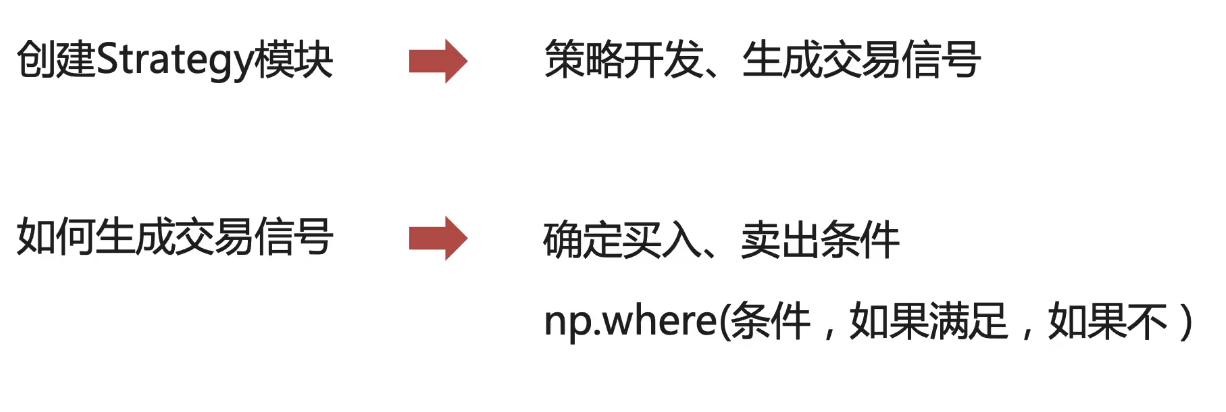 创建Strategy模块
策略开发、生成交易信号
如何生成交易信号
确定买入、卖出条件
np.where(条件，如果满足，如果不）